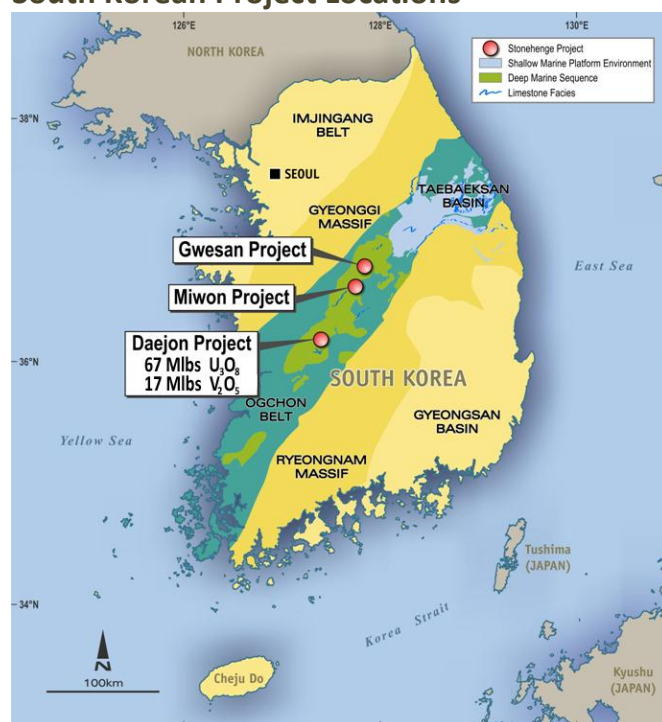 South Korean Project Locations
126°E
128°E
130°E
NORTH KOREA
Stonehenge Project
Shallow Marine Platform Environment
Deep Marine Sequence
Limestone Facies
38°N
IMJINGANG
BELT
SEOUL
TAEBAEKSAN
BASIN
GYEONGGI
MASSIF
Gwesan Project
East Sea
Miwon Project
Daejon Project
67 Mlbs U₃O₈
17 Mlbs V₂O₅
36°N
SOUTH KOREA
OGCHON
BELT
GYEONGSAN
BASIN
Yellow Sea
RYEONGNAM
MASSIF
Tushima
(JAPAN)
34°N
Korea Strait
N
100km
Cheju Do
Kyushu
(JAPAN)